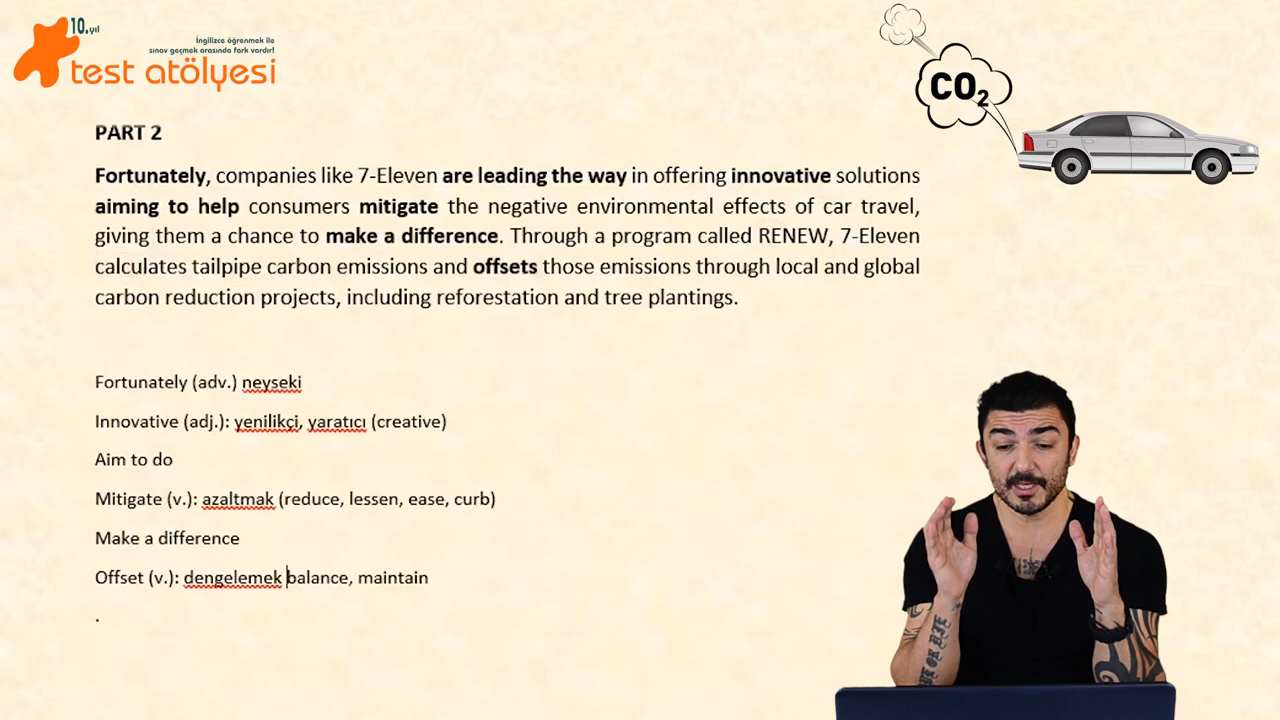 10.yıl
İngilizce öğrenmek ile
sınav geçmek arasında fark vardır!
test atölyesi
CO2
PART 2
Fortunately, companies like 7-Eleven are leading the way in offering innovative solutions
aiming to help consumers mitigate the negative environmental effects of car travel,
giving them a chance to make a difference. Through a program called RENEW, 7-Eleven
calculates tailpipe carbon emissions and offsets those emissions through local and global
carbon reduction projects, including reforestation and tree plantings.
Fortunately (adv.) neyseki
Innovative (adj.): yenilikçi, yaratıcı (creative)
Aim to do
Mitigate (v.): azaltmak (reduce, lessen, ease, curb)
Make a difference
Offset (v.): dengelemek balance, maintain
.